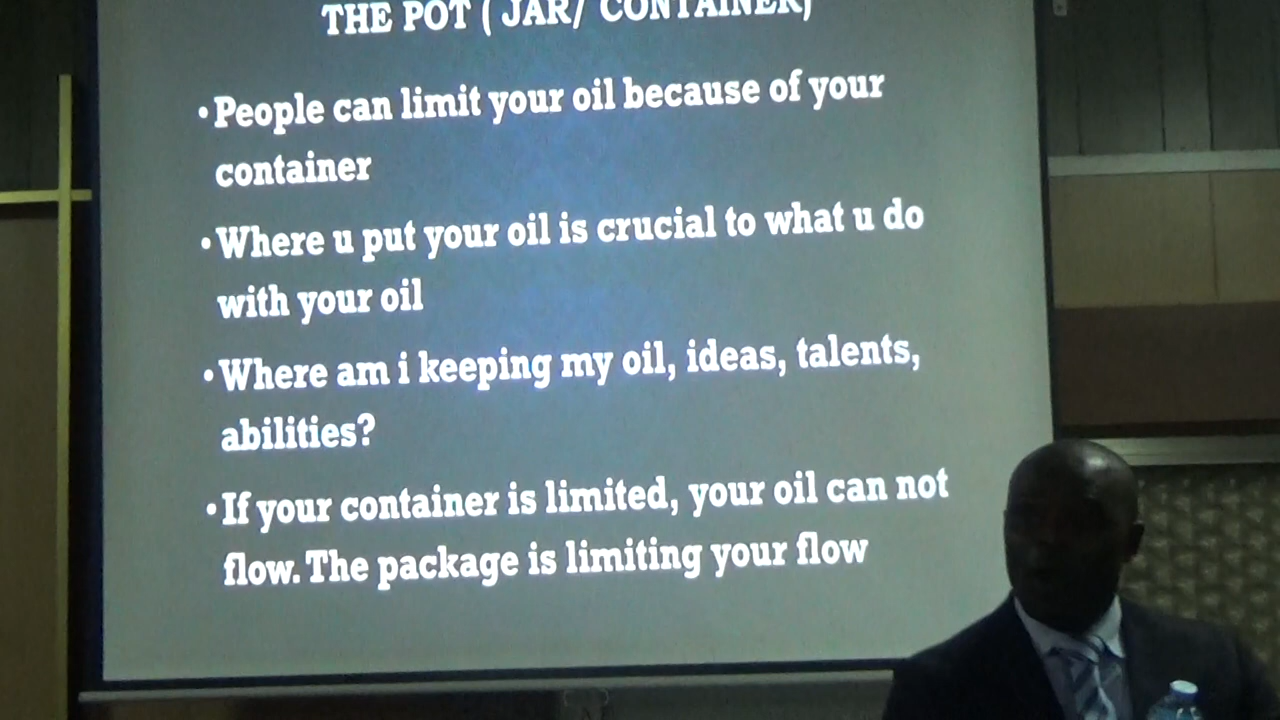 THE POT ( JAR/ CONTAINER)
•People can limit your oil because of your
container
•Where u put your oil is crucial to what u do
with your oil
•Where am i keeping my oil, ideas, talents,
abilities?
•If your container is limited, your oil can not
flow. The package is limiting your flow